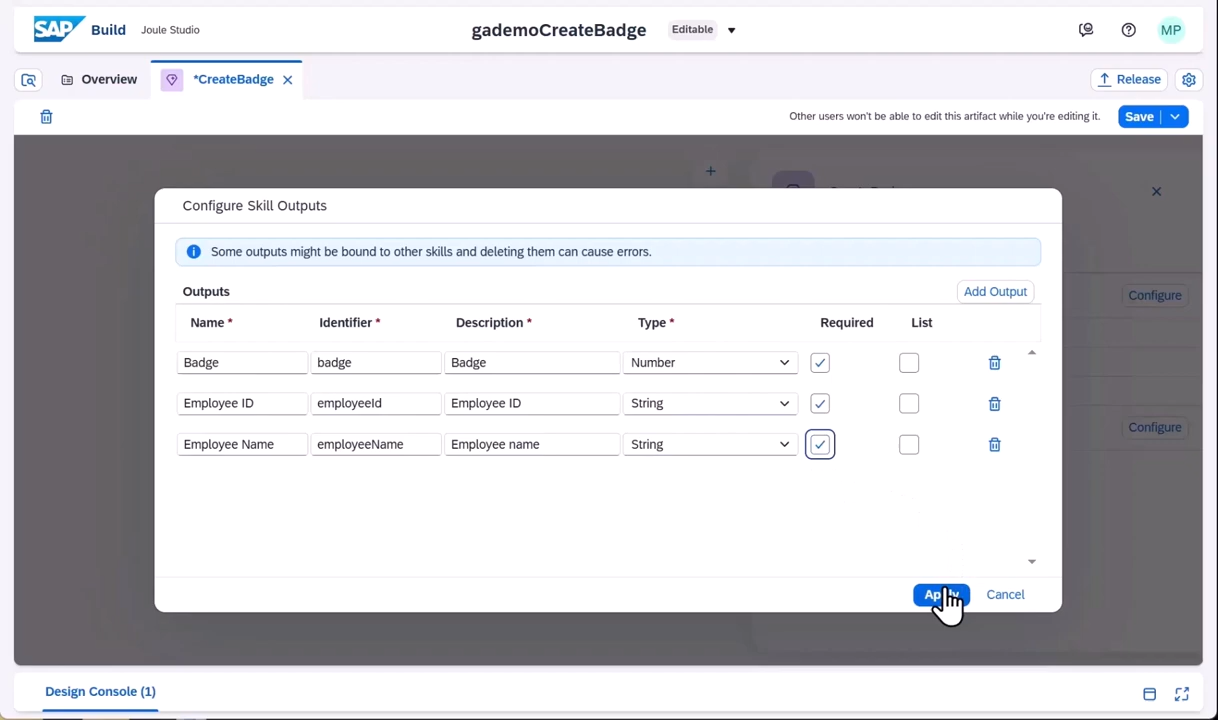 SAP Build Joule Studio gademoCreateBadge Editable MP
Overview *CreateBadge Release
Other users won't be able to edit this artifact while you're editing it. Save
Configure Skill Outputs
Some outputs might be bound to other skills and deleting them can cause errors.
Outputs Add Output Configure
Name * Identifier * Description * Type * Required List
Badge badge Badge Number
Employee ID employeeId Employee ID String
Configure
Employee Name employeeName Employee name String
Cancel
Design Console (1)